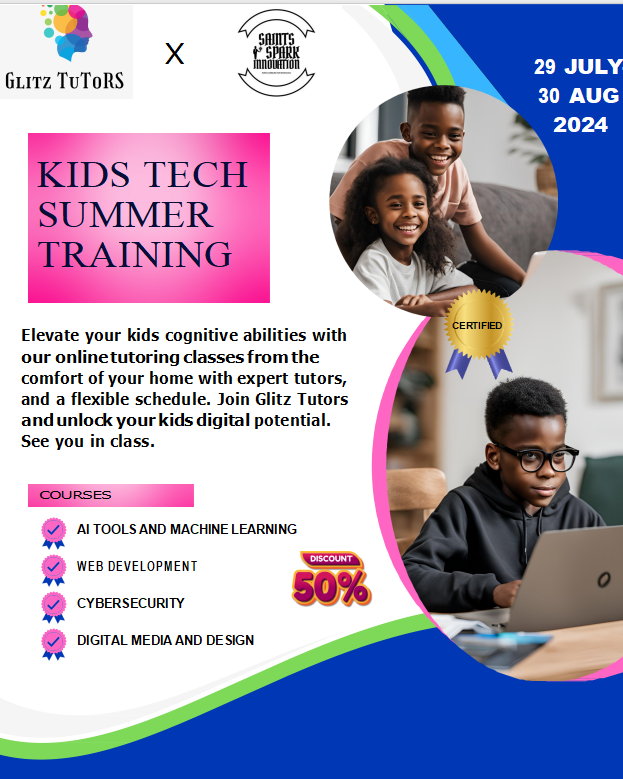 GLITZ TUTORS
X
SAINTS
SPARK
INNOVATION
29 JULY-
30 AUG
2024
KIDS TECH
SUMMER
TRAINING
CERTIFIED
Elevate your kids cognitive abilities with
our online tutoring classes from the
comfort of your home with expert tutors,
and a flexible schedule. Join Glitz Tutors
and unlock your kids digital potential.
See you in class.
COURSES
AI TOOLS AND MACHINE LEARNING
WEB DEVELOPMENT
CYBERSECURITY
DIGITAL MEDIA AND DESIGN
DISCOUNT
50%